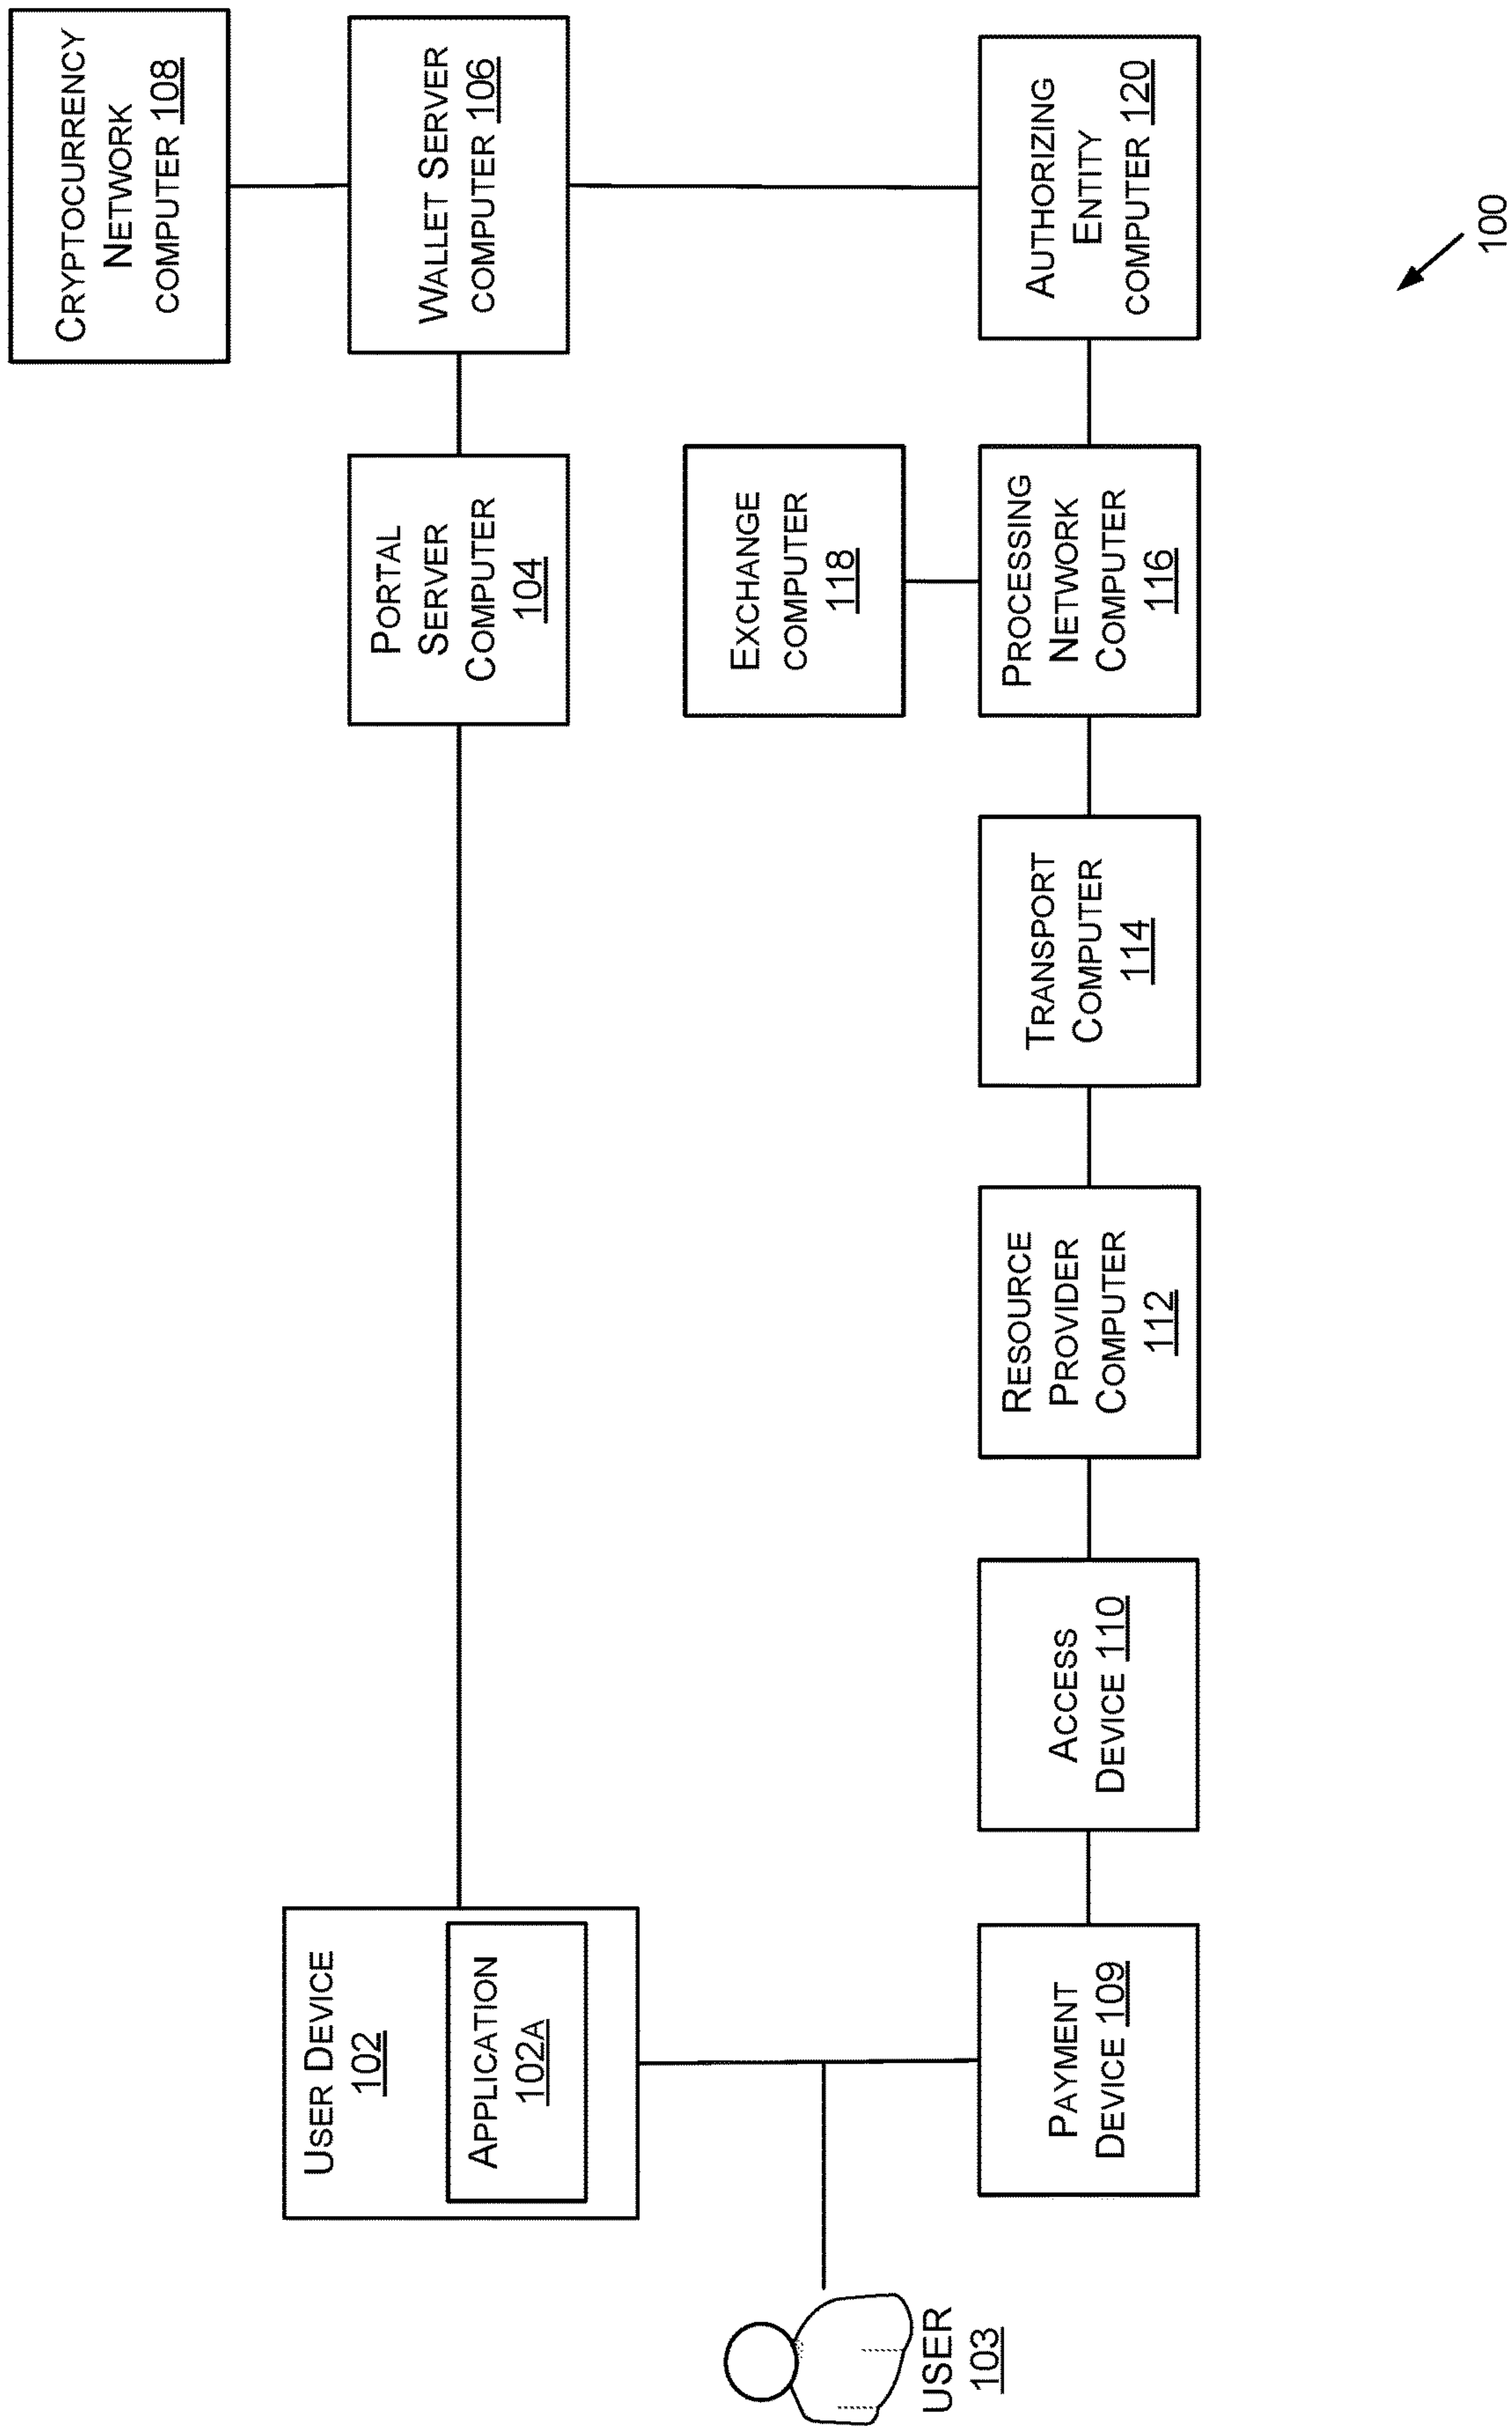 CRYPTOCURRENCY
NETWORK
COMPUTER 108
USER DEVICE
102
APPLICATION
102A
PORTAL
SERVER
COMPUTER
104
WALLET SERVER
COMPUTER 106
EXCHANGE
COMPUTER
118
USER
103
PAYMENT
DEVICE 109
ACCESS
DEVICE 110
RESOURCE
PROVIDER
COMPUTER
112
TRANSPORT
COMPUTER
114
PROCESSING
NETWORK
COMPUTER
116
AUTHORIZING
ENTITY
COMPUTER 120
100